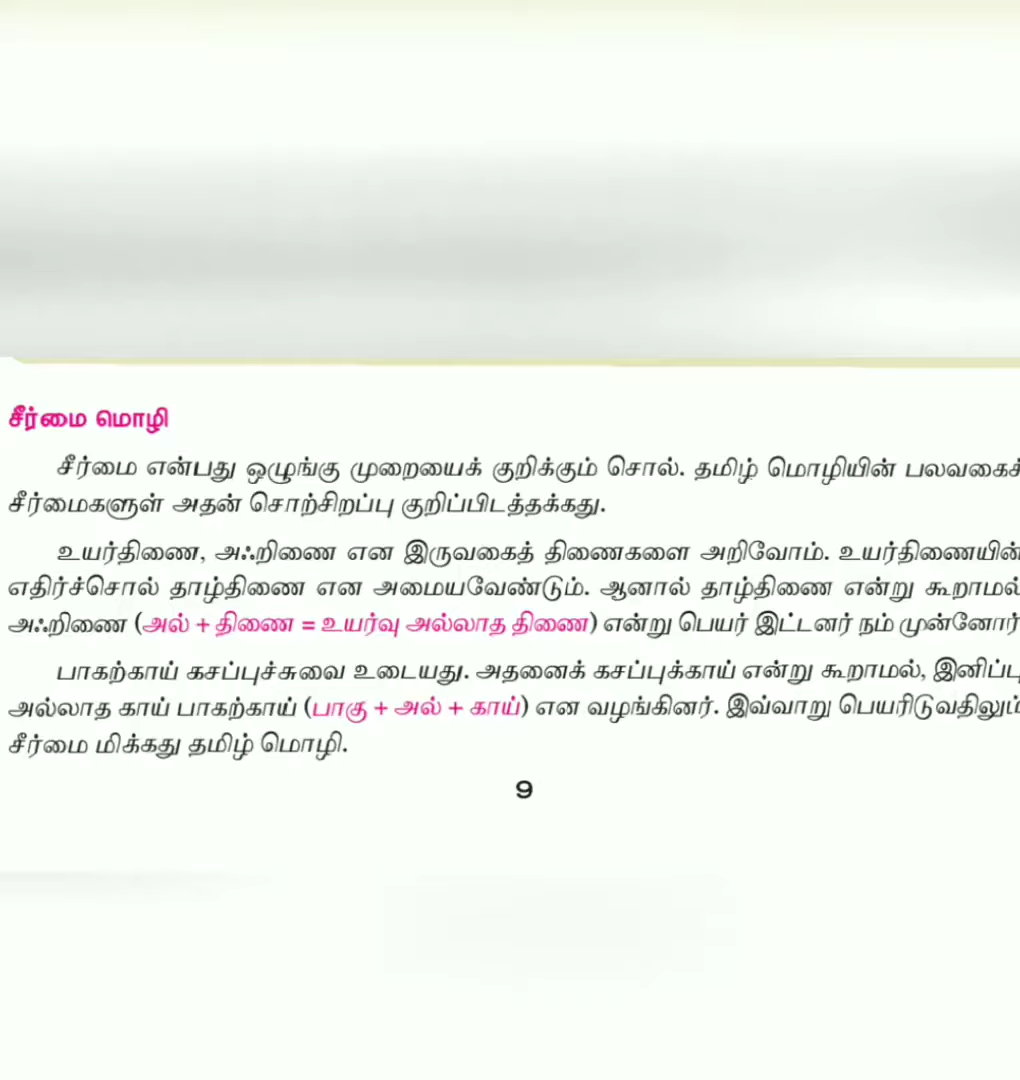 சீர்மை மொழி
சீர்மை என்பது ஒழுங்கு முறையைக் குறிக்கும் சொல். தமிழ் மொழியின் பலவகைச்
சீர்மைகளுள் அதன் சொற்சிறப்பு குறிப்பிடத்தக்கது.
உயர்திணை, அஃறிணை என இருவகைத் திணைகளை அறிவோம். உயர்திணையின்
எதிர்ச்சொல் தாழ்திணை என அமையவேண்டும். ஆனால் தாழ்திணை என்று கூறாமல்
அஃறிணை (அல் + திணை = உயர்வு அல்லாத திணை) என்று பெயர் இட்டனர் நம் முன்னோர்
பாகற்காய் கசப்புச்சுவை உடையது. அதனைக் கசப்புக்காய் என்று கூறாமல், இனிப்பு
அல்லாத காய் பாகற்காய் (பாகு + அல் + காய்) என வழங்கினர். இவ்வாறு பெயரிடுவதிலும்
சீர்மை மிக்கது தமிழ் மொழி.
9